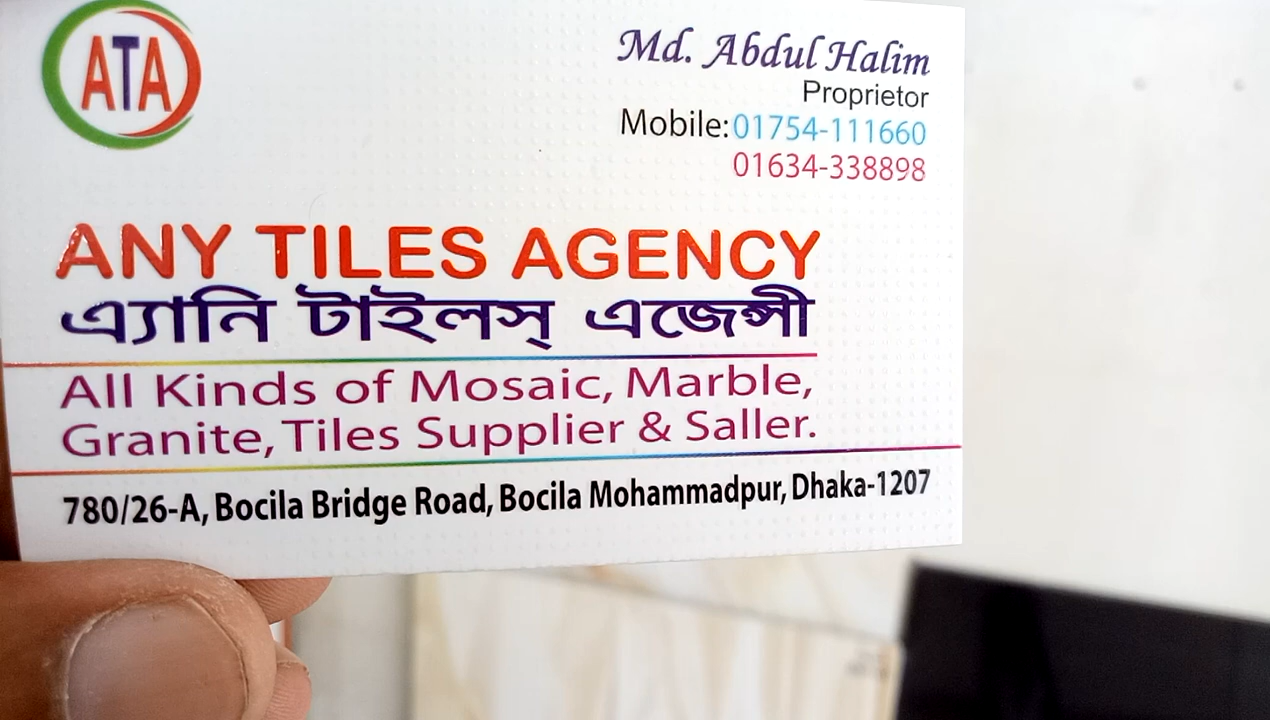 ATA
Md. Abdul Halim
Proprietor
Mobile: 01754-111660
01634-338898
ANY TILES AGENCY
এ্যানি টাইলস্ এজেন্সী
All Kinds of Mosaic, Marble,
Granite, Tiles Supplier & Saller.
780/26-A, Bocila Bridge Road, Bocila Mohammadpur, Dhaka-1207